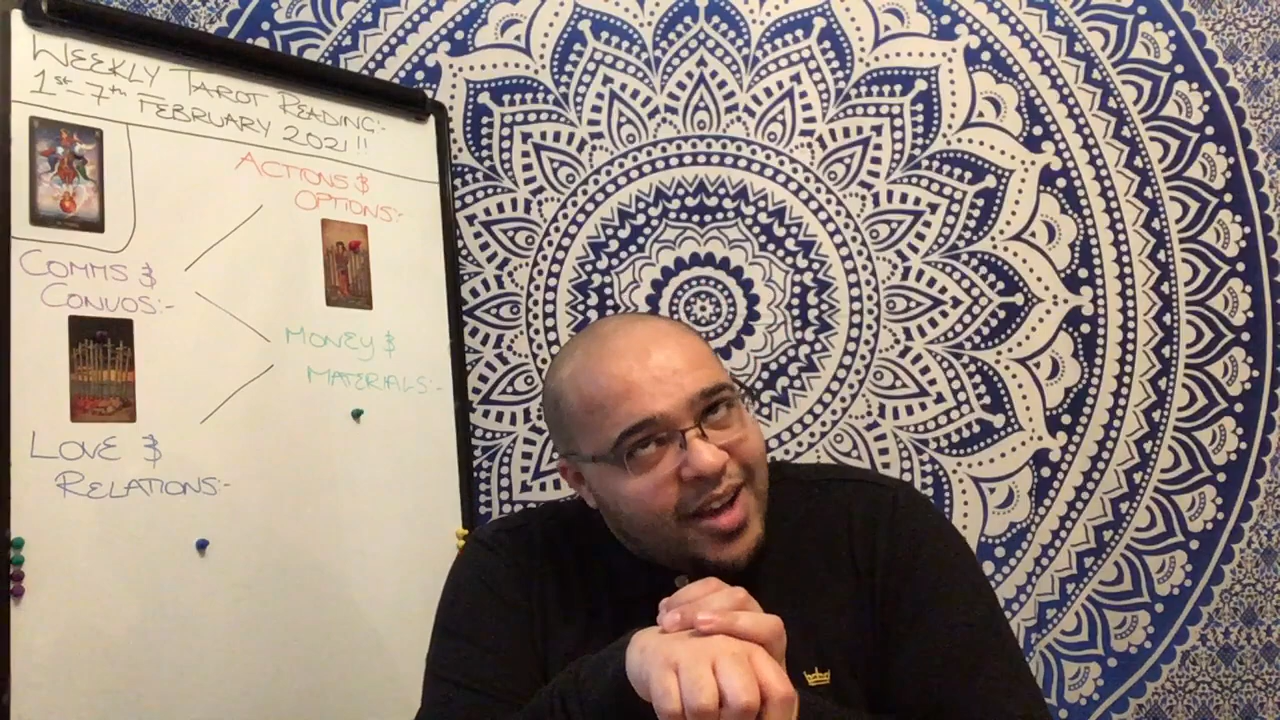 WEEKLY TAROT READING:-
1st-7th FEBRUARY 2021!!
ACTIONS &
OPTIONS:-
COMMS &
CONVOS:-
MONEY &
MATERIALS:-
LOVE &
RELATIONS:-